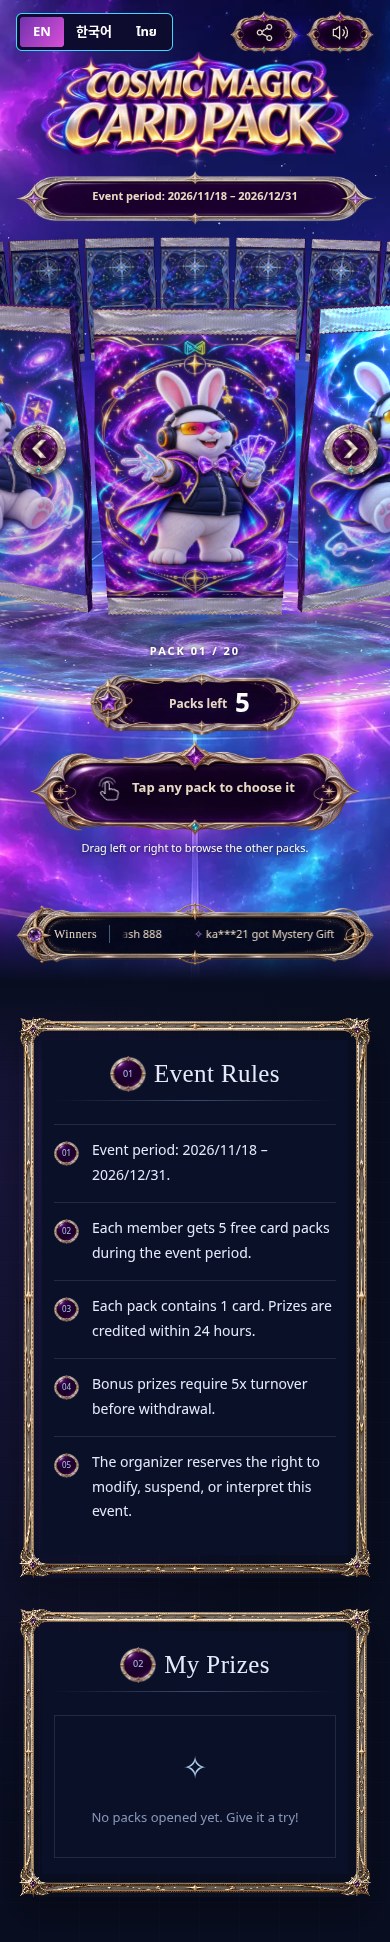 EN 한국어 ไทย
COSMIC MAGIC
CARD PACK
Event period: 2026/11/18 – 2026/12/31
PACK 01 / 20
Packs left 5
Tap any pack to choose it
Drag left or right to browse the other packs.
Winners ash 888 ✧ ka***21 got Mystery Gift
01 Event Rules
01 Event period: 2026/11/18 –
2026/12/31.
02 Each member gets 5 free card packs
during the event period.
03 Each pack contains 1 card. Prizes are
credited within 24 hours.
04 Bonus prizes require 5x turnover
before withdrawal.
05 The organizer reserves the right to
modify, suspend, or interpret this
event.
02 My Prizes
No packs opened yet. Give it a try!